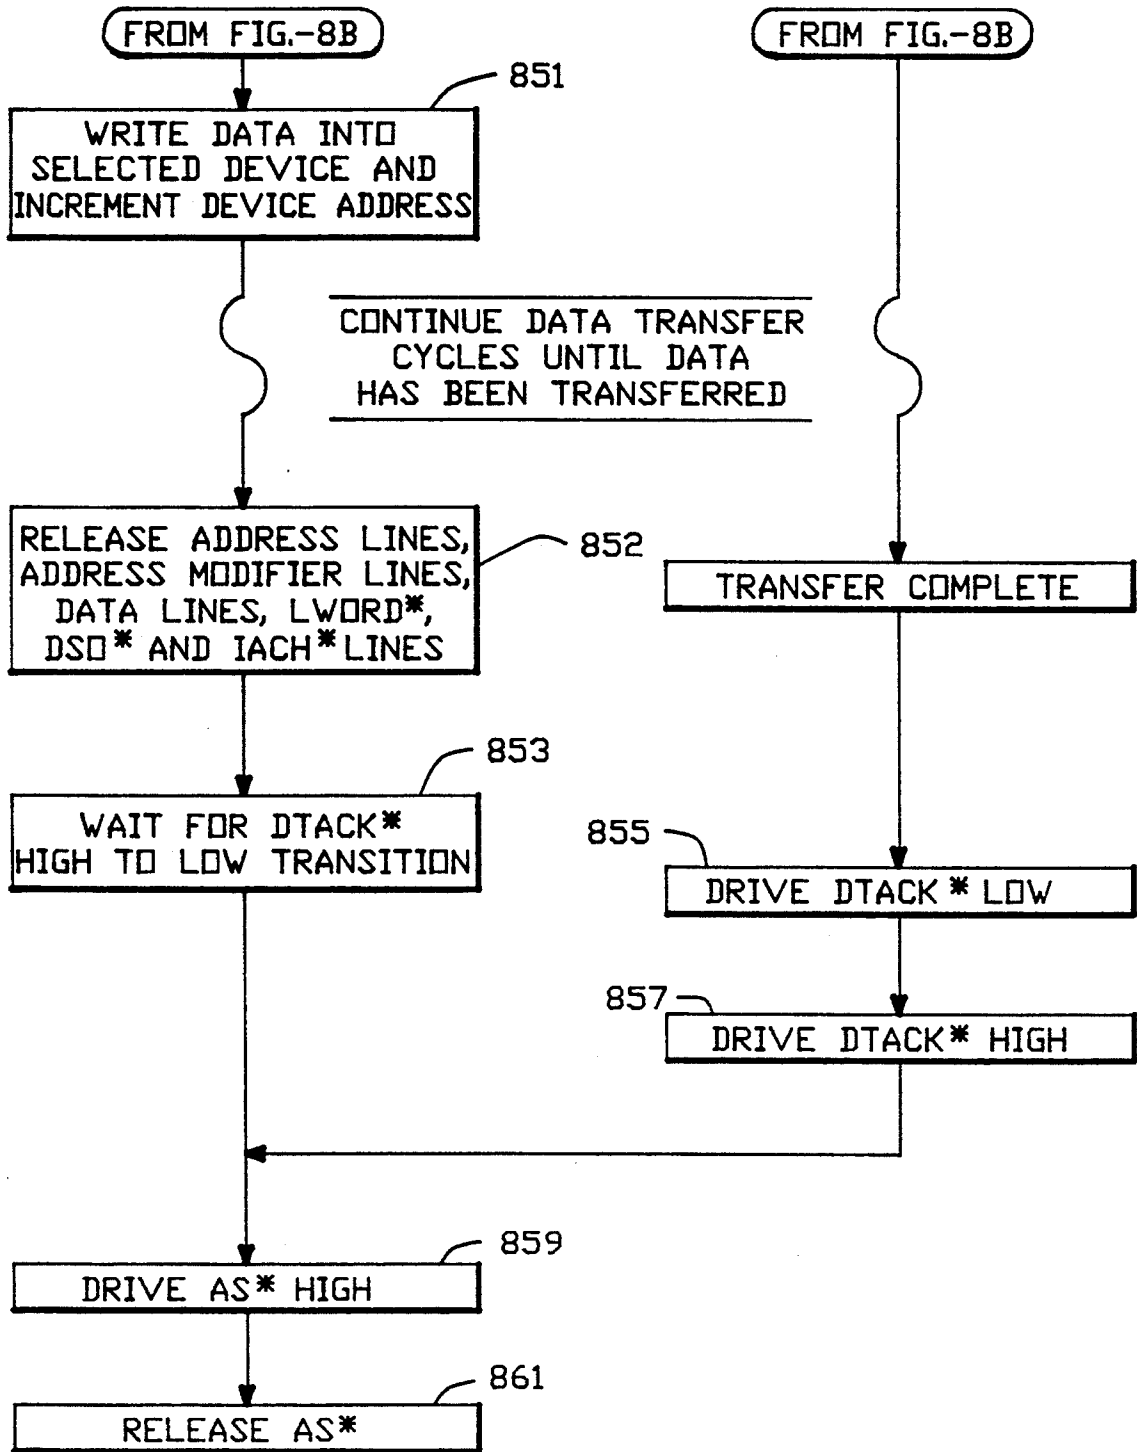 FROM FIG.-8B
FROM FIG.-8B
851
WRITE DATA INTO
SELECTED DEVICE AND
INCREMENT DEVICE ADDRESS
CONTINUE DATA TRANSFER
CYCLES UNTIL DATA
HAS BEEN TRANSFERRED
RELEASE ADDRESS LINES,
ADDRESS MODIFIER LINES,
DATA LINES, LWORD*,
DSO* AND IACH* LINES
852
TRANSFER COMPLETE
853
WAIT FOR DTACK*
HIGH TO LOW TRANSITION
855
DRIVE DTACK* LOW
857
DRIVE DTACK* HIGH
859
DRIVE AS* HIGH
861
RELEASE AS*